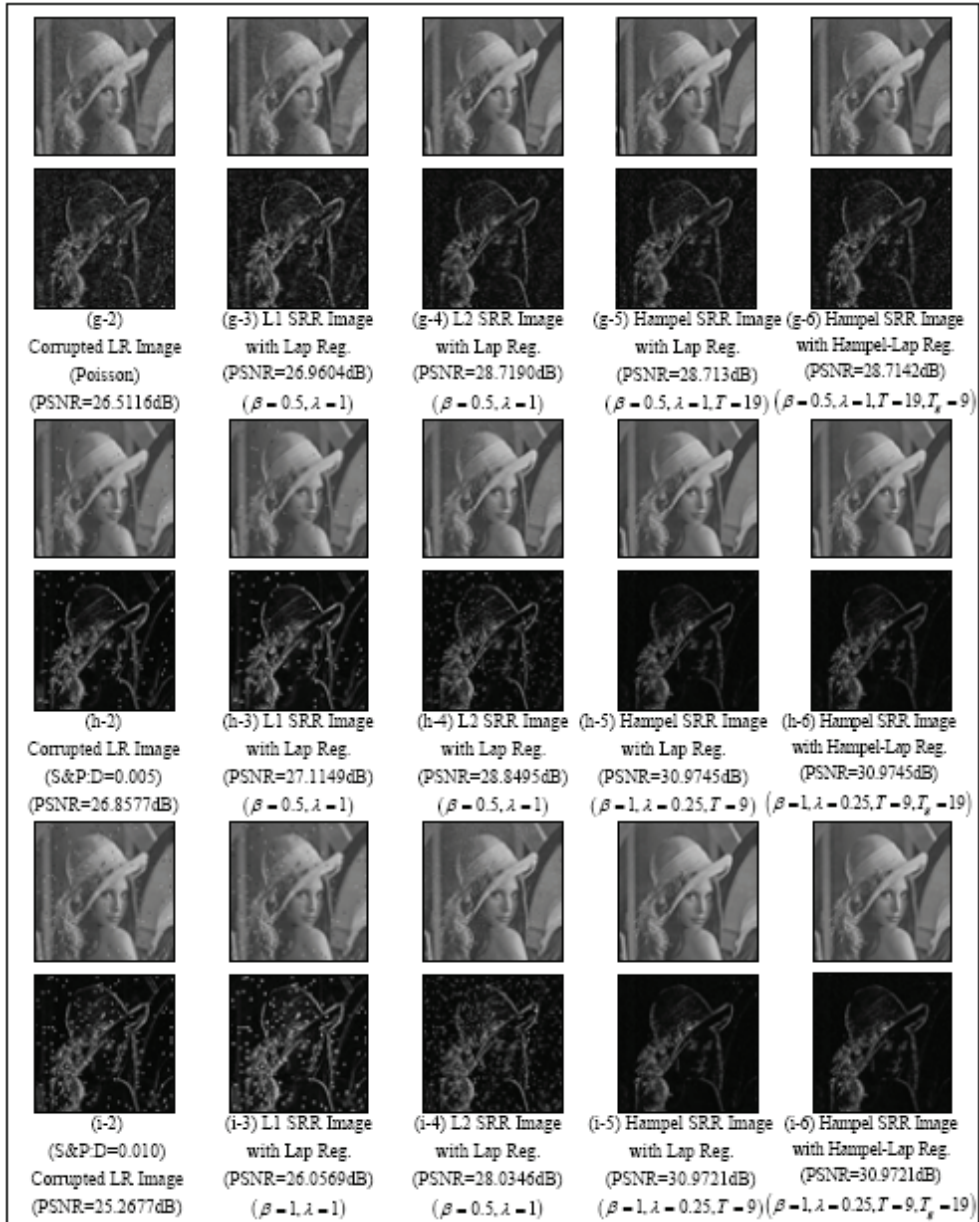 (g-2)
Corrupted LR Image
(Poisson)
(PSNR=26.5116dB)
(g-3) L1 SRR Image
with Lap Reg.
(PSNR=26.9604dB)
(β = 0.5, λ = 1)
(g-4) L2 SRR Image
with Lap Reg.
(PSNR=28.7190dB)
(β = 0.5, λ = 1)
(g-5) Hampel SRR Image
with Lap Reg.
(PSNR=28.713dB)
(β = 0.5, λ = 1, T = 19)
(g-6) Hampel SRR Image
with Hampel-Lap Reg.
(PSNR=28.7142dB)
(β = 0.5, λ = 1, T = 19, T_g = 9)
(h-2)
Corrupted LR Image
(S&P:D=0.005)
(PSNR=26.8577dB)
(h-3) L1 SRR Image
with Lap Reg.
(PSNR=27.1149dB)
(β = 0.5, λ = 1)
(h-4) L2 SRR Image
with Lap Reg.
(PSNR=28.8495dB)
(β = 0.5, λ = 1)
(h-5) Hampel SRR Image
with Lap Reg.
(PSNR=30.9745dB)
(β = 1, λ = 0.25, T = 9)
(h-6) Hampel SRR Image
with Hampel-Lap Reg.
(PSNR=30.9745dB)
(β = 1, λ = 0.25, T = 9, T_g = 19)
(i-2)
(S&P:D=0.010)
Corrupted LR Image
(PSNR=25.2677dB)
(i-3) L1 SRR Image
with Lap Reg.
(PSNR=26.0569dB)
(β = 1, λ = 1)
(i-4) L2 SRR Image
with Lap Reg.
(PSNR=28.0346dB)
(β = 0.5, λ = 1)
(i-5) Hampel SRR Image
with Lap Reg.
(PSNR=30.9721dB)
(β = 1, λ = 0.25, T = 9)
(i-6) Hampel SRR Image
with Hampel-Lap Reg.
(PSNR=30.9721dB)
(β = 1, λ = 0.25, T = 9, T_g = 19)